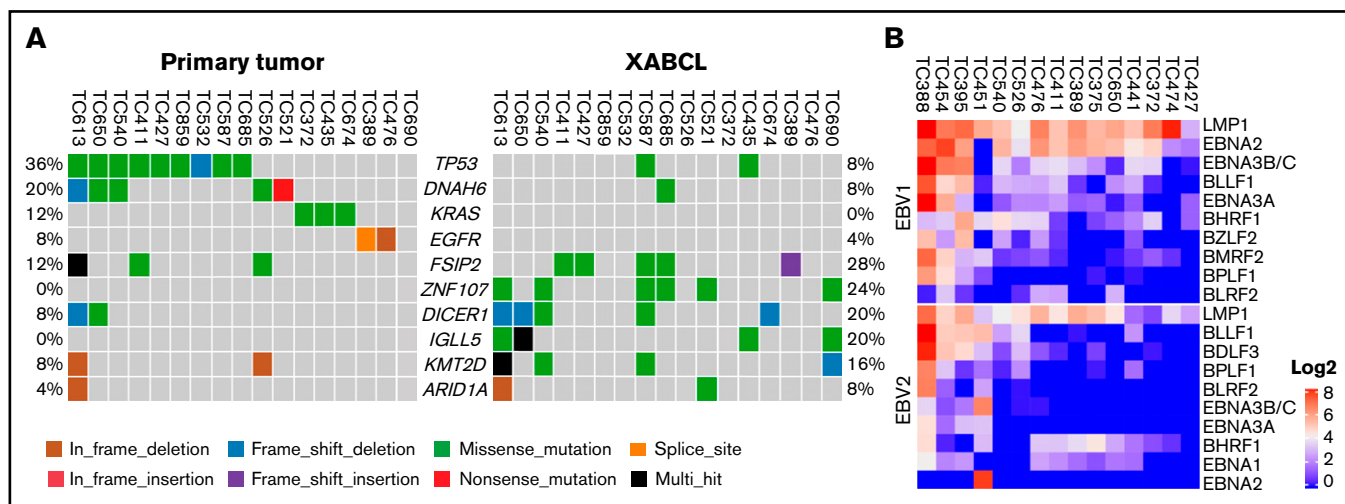 A
Primary tumor
XABCL
TC613 TC650 TC540 TC411 TC427 TC859 TC532 TC587 TC685 TC526 TC521 TC372 TC435 TC674 TC389 TC476 TC690
TC613 TC650 TC540 TC411 TC427 TC859 TC532 TC587 TC685 TC526 TC521 TC372 TC435 TC674 TC389 TC476 TC690
36% TP53 8%
20% DNAH6 8%
12% KRAS 0%
8% EGFR 4%
12% FSIP2 28%
0% ZNF107 24%
8% DICER1 20%
0% IGLL5 20%
8% KMT2D 16%
4% ARID1A 8%
In_frame_deletion Frame_shift_deletion Missense_mutation Splice_site
In_frame_insertion Frame_shift_insertion Nonsense_mutation Multi_hit
B
TC388 TC454 TC395 TC451 TC540 TC526 TC476 TC411 TC389 TC375 TC650 TC441 TC372 TC474 TC427
EBV1
LMP1
EBNA2
EBNA3B/C
BLLF1
EBNA3A
BHRF1
BZLF2
BMRF2
BPLF1
BLRF2
EBV2
LMP1
BLLF1
BDLF3
BPLF1
BLRF2
EBNA3B/C
EBNA3A
BHRF1
EBNA1
EBNA2
Log2
8
6
4
2
0